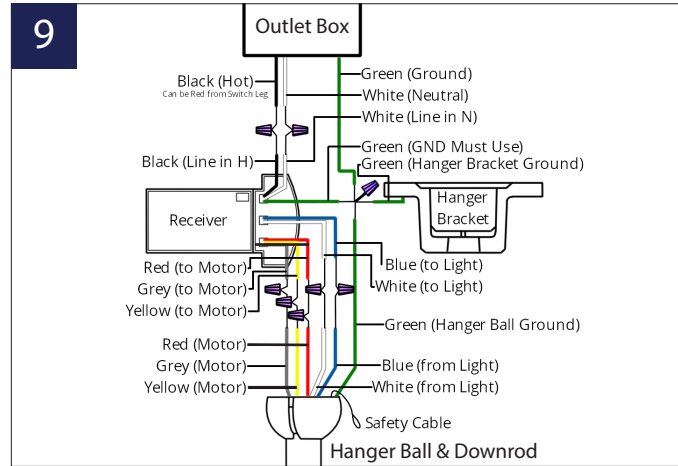 9
Outlet Box
Black (Hot)
Can be Red from Switch Leg
Green (Ground)
White (Neutral)
White (Line in N)
Green (GND Must Use)
Black (Line in H)
Green (Hanger Bracket Ground)
Receiver
Hanger
Bracket
Red (to Motor)
Grey (to Motor)
Yellow (to Motor)
Blue (to Light)
White (to Light)
Green (Hanger Ball Ground)
Red (Motor)
Grey (Motor)
Yellow (Motor)
Blue (from Light)
White (from Light)
Safety Cable
Hanger Ball & Downrod